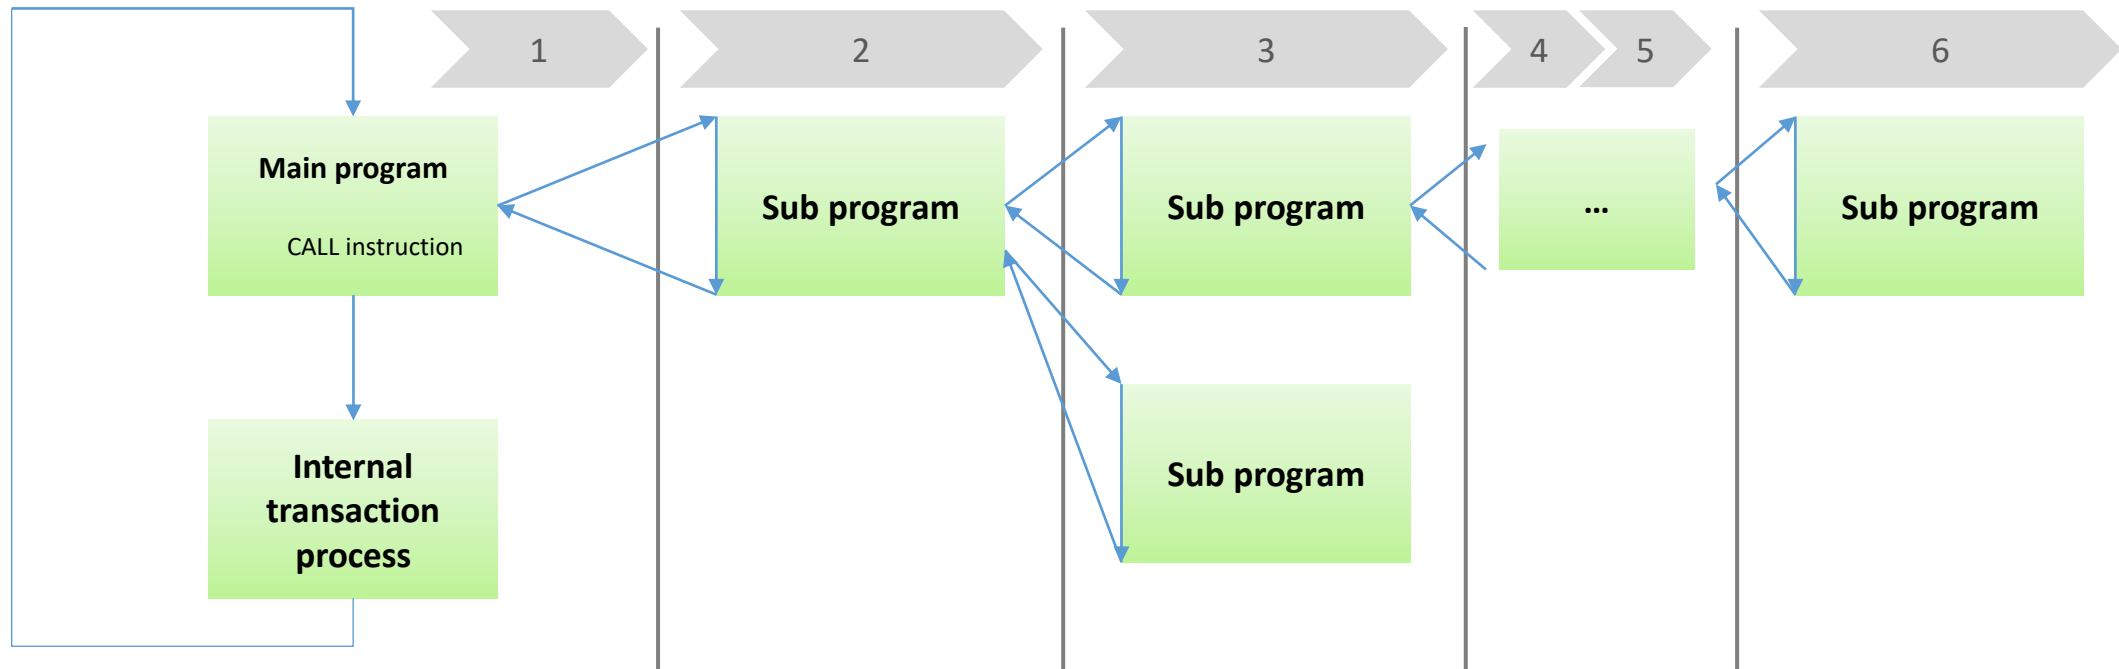 1
2
3
4
5
6
Main program
CALL instruction
Sub program
Sub program
...
Sub program
Internal
transaction
process
Sub program